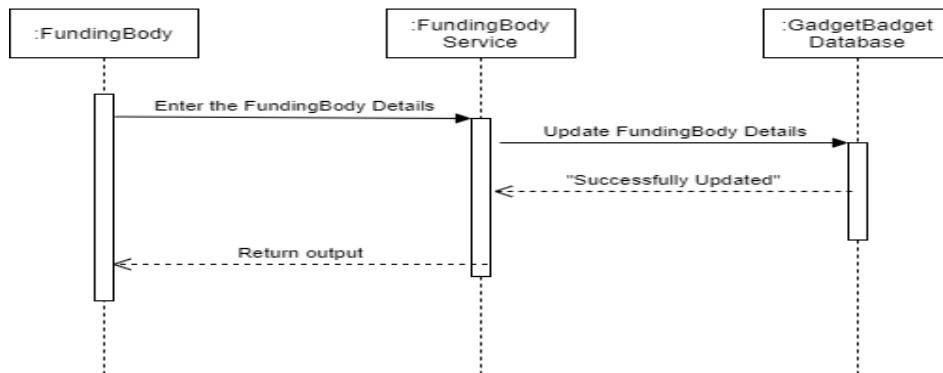 :FundingBody
:FundingBody
Service
:GadgetBadget
Database
Enter the FundingBody Details
Update FundingBody Details
"Successfully Updated"
Return output